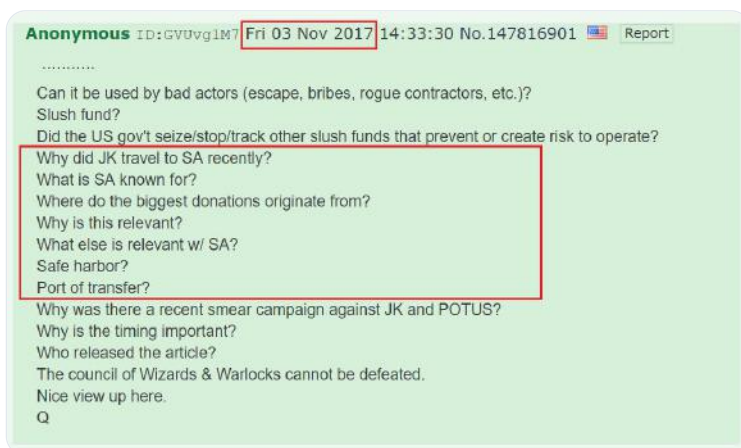 Anonymous ID:GVUvg1M7 Fri 03 Nov 2017 14:33:30 No.147816901 Report
...........
Can it be used by bad actors (escape, bribes, rogue contractors, etc.)?
Slush fund?
Did the US gov't seize/stop/track other slush funds that prevent or create risk to operate?
Why did JK travel to SA recently?
What is SA known for?
Where do the biggest donations originate from?
Why is this relevant?
What else is relevant w/ SA?
Safe harbor?
Port of transfer?
Why was there a recent smear campaign against JK and POTUS?
Why is the timing important?
Who released the article?
The council of Wizards & Warlocks cannot be defeated.
Nice view up here.
Q